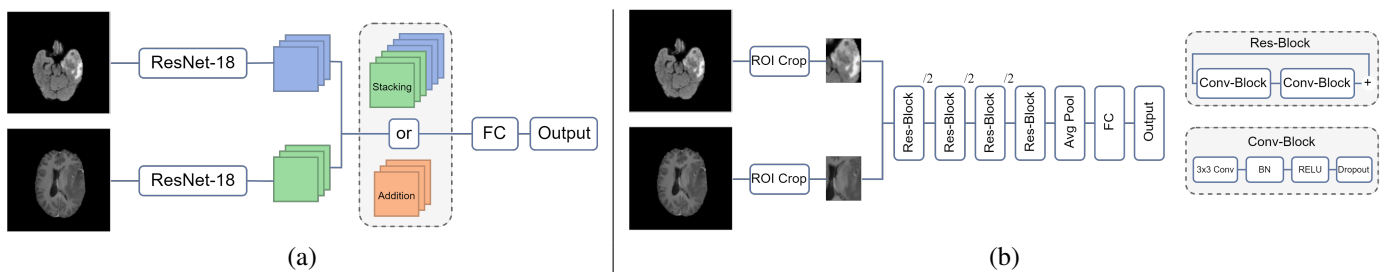 ResNet-18
Stacking
or
FC
Output
ResNet-18
Addition
(a)
ROI Crop
/2
/2
/2
Res-Block
Res-Block
Res-Block
Res-Block
Avg Pool
FC
Output
ROI Crop
(b)
Res-Block
Conv-Block
Conv-Block
+
Conv-Block
3x3 Conv
BN
RELU
Dropout